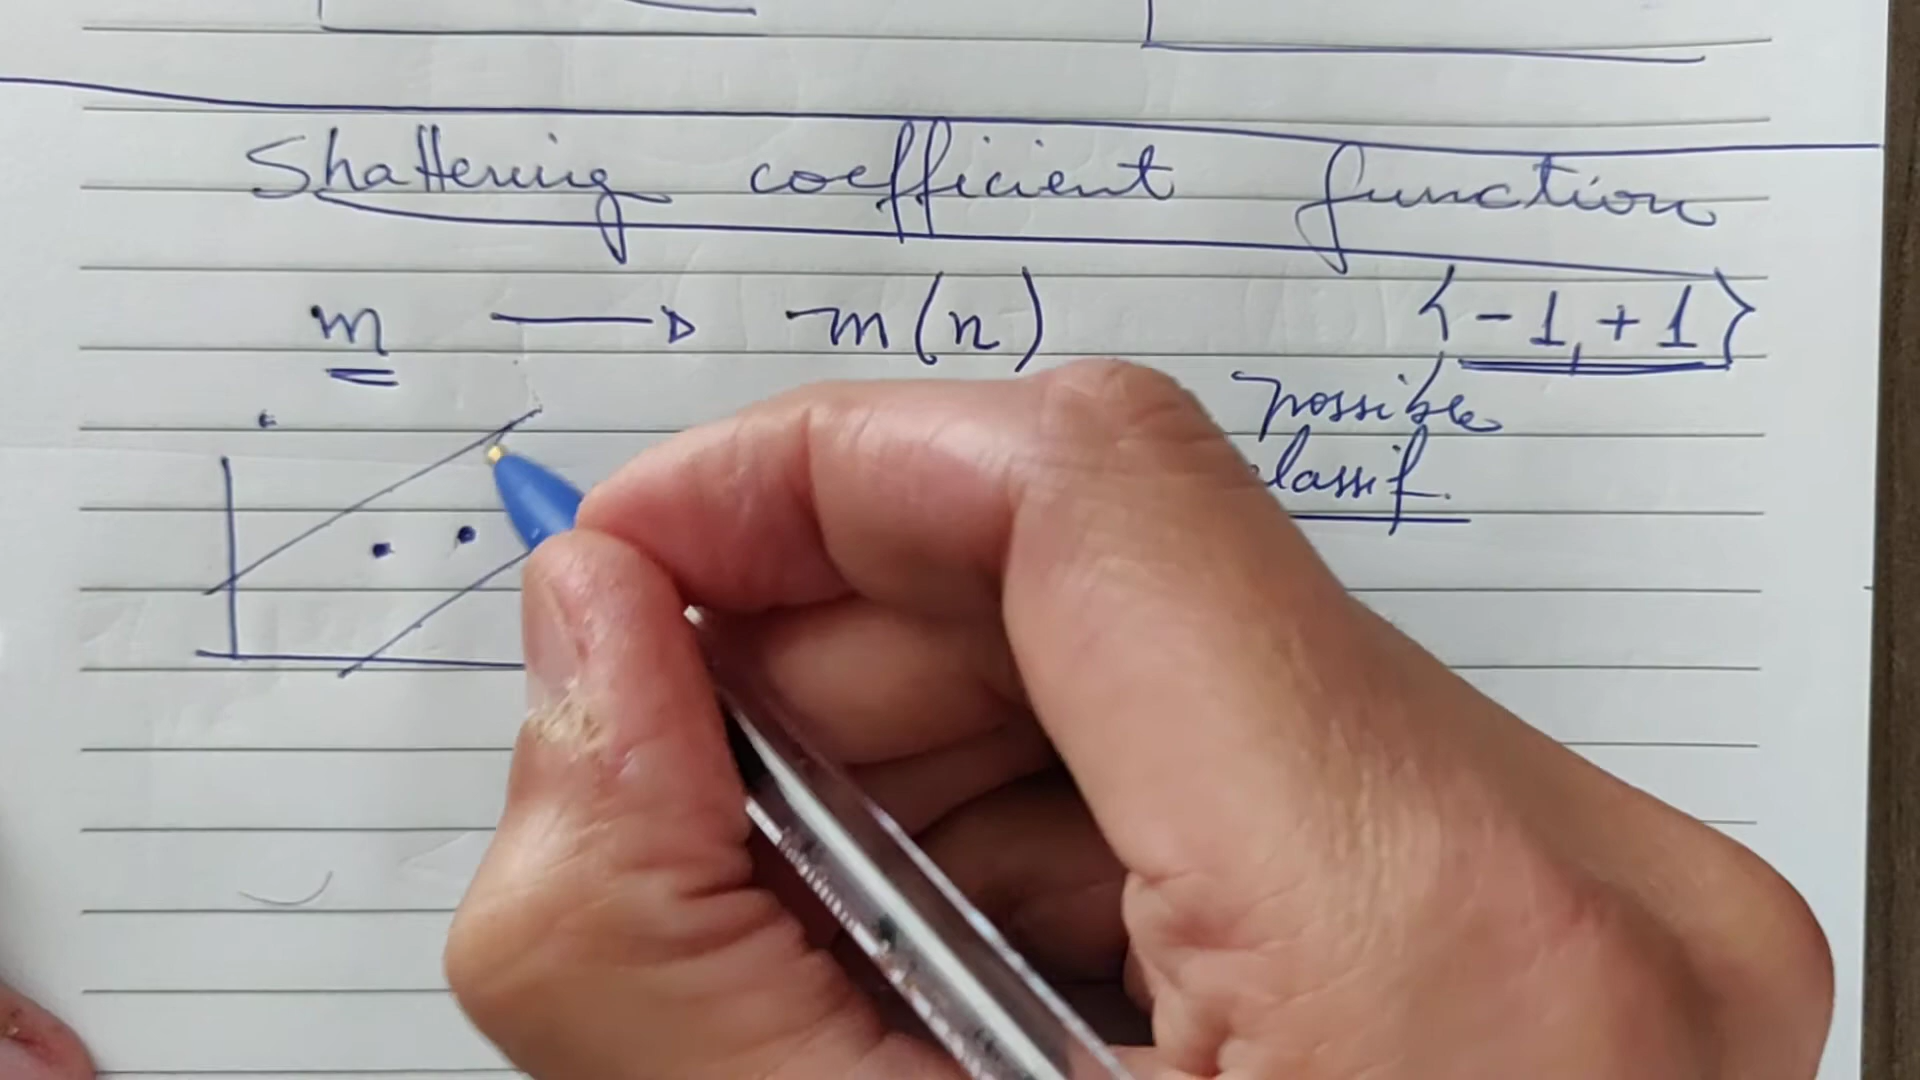 Shattering coefficient function
m → m(n) {-1, +1}
possible
classif.